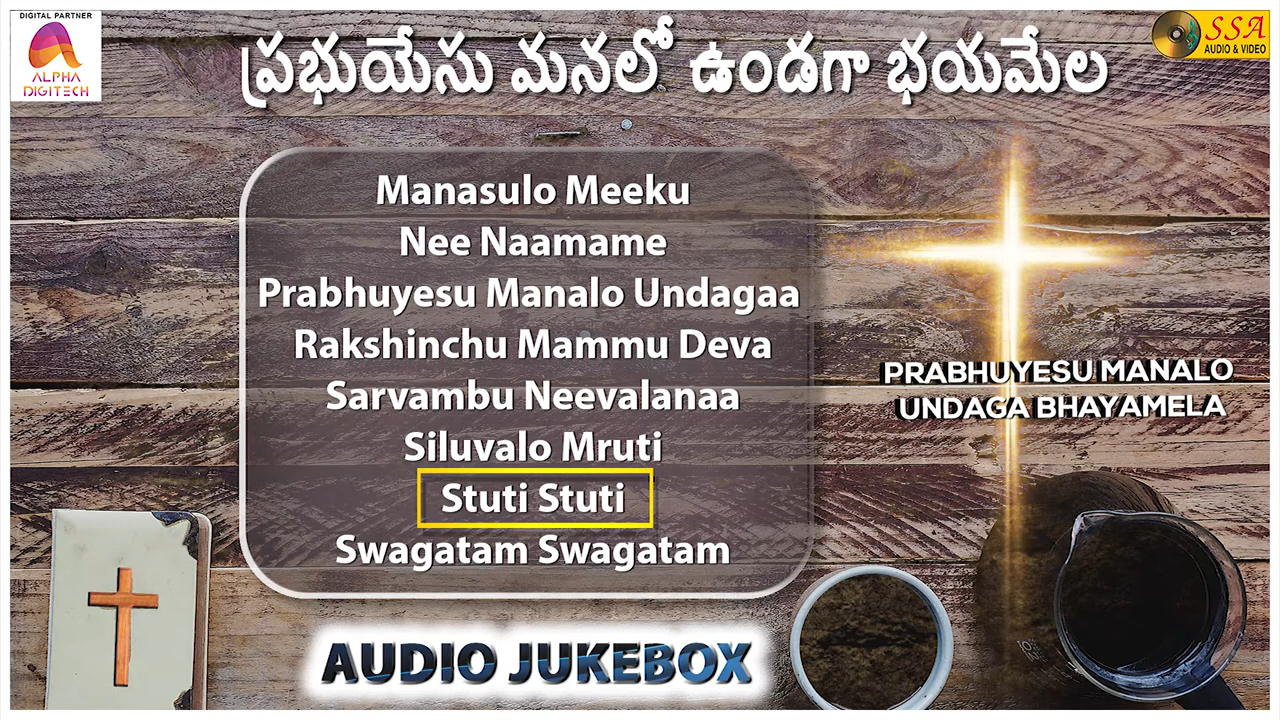 DIGITAL PARTNER
ALPHA
DIGITECH
ప్రభుయేసు మనలో ఉండగా భయమేల
SSA
AUDIO & VIDEO
Manasulo Meeku
Nee Naamame
Prabhuyesu Manalo Undagaa
Rakshinchu Mammu Deva
Sarvambu Neevalanaa
Siluvalo Mruti
Stuti Stuti
Swagatam Swagatam
PRABHUYESU MANALO
UNDAGA BHAYAMELA
AUDIO JUKEBOX